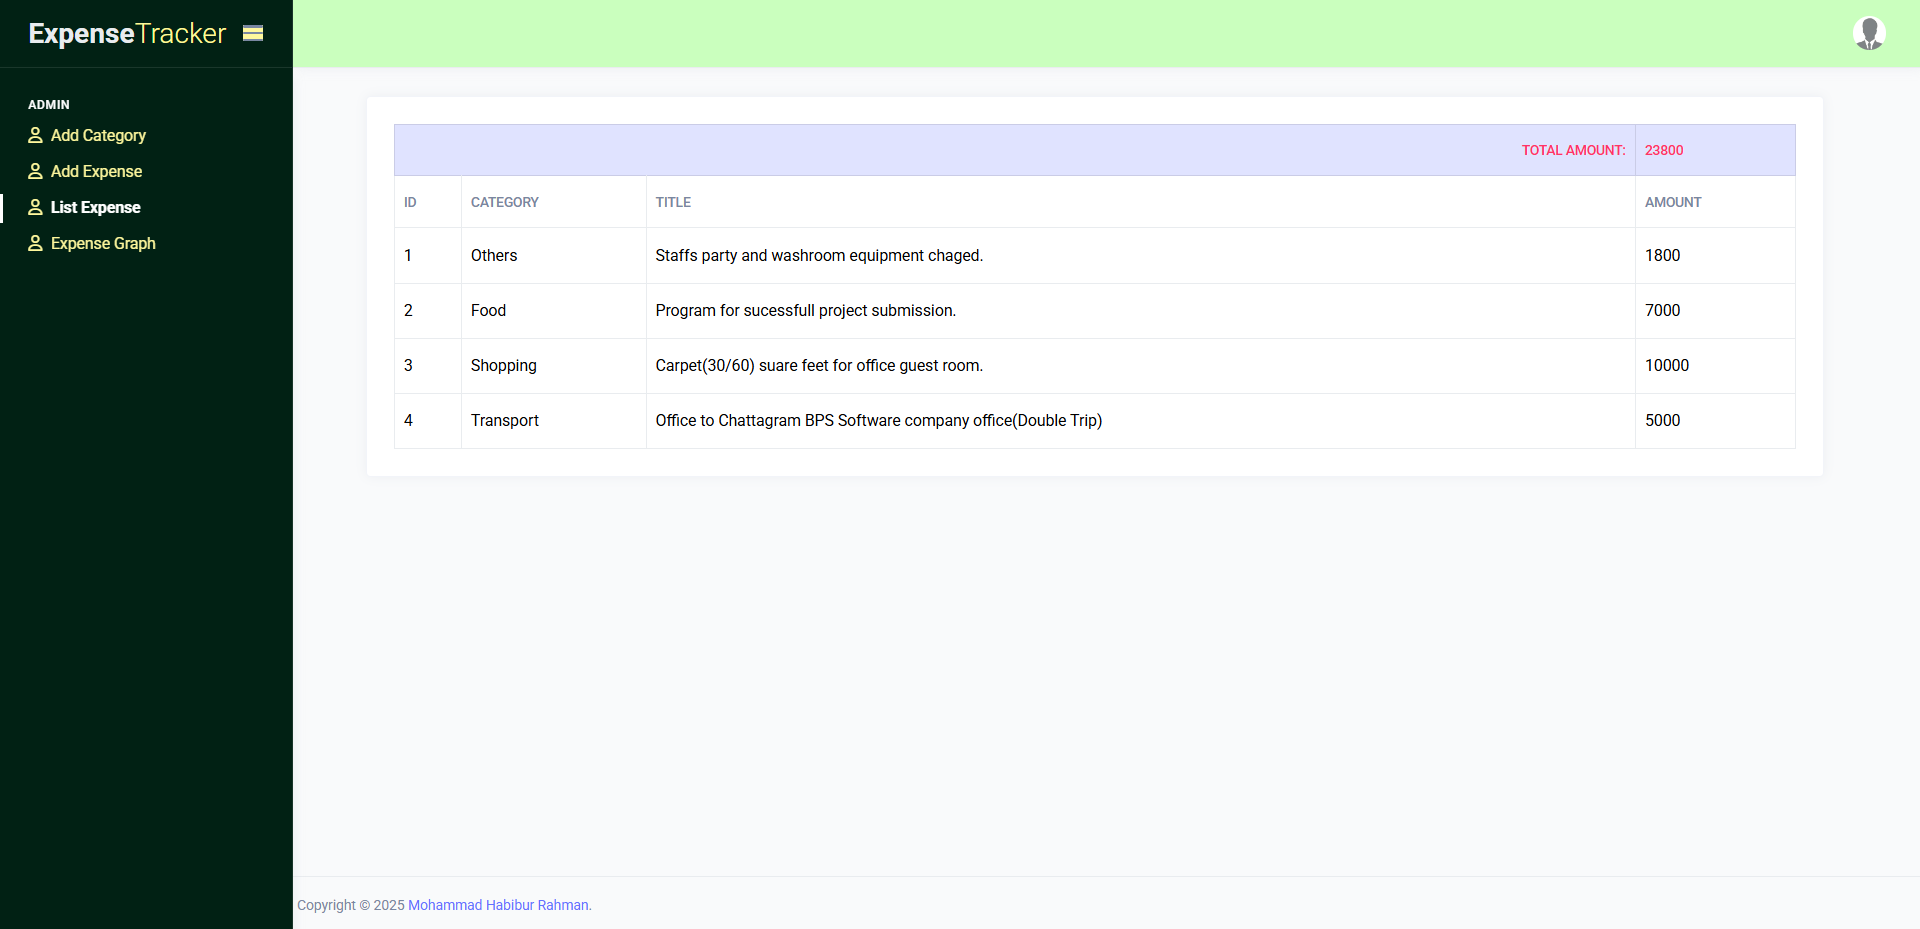 ExpenseTracker
ADMIN
Add Category
Add Expense
List Expense
Expense Graph
TOTAL AMOUNT: 23800
ID CATEGORY TITLE AMOUNT
1 Others Staffs party and washroom equipment chaged. 1800
2 Food Program for sucessfull project submission. 7000
3 Shopping Carpet(30/60) suare feet for office guest room. 10000
4 Transport Office to Chattagram BPS Software company office(Double Trip) 5000
Copyright © 2025 Mohammad Habibur Rahman.